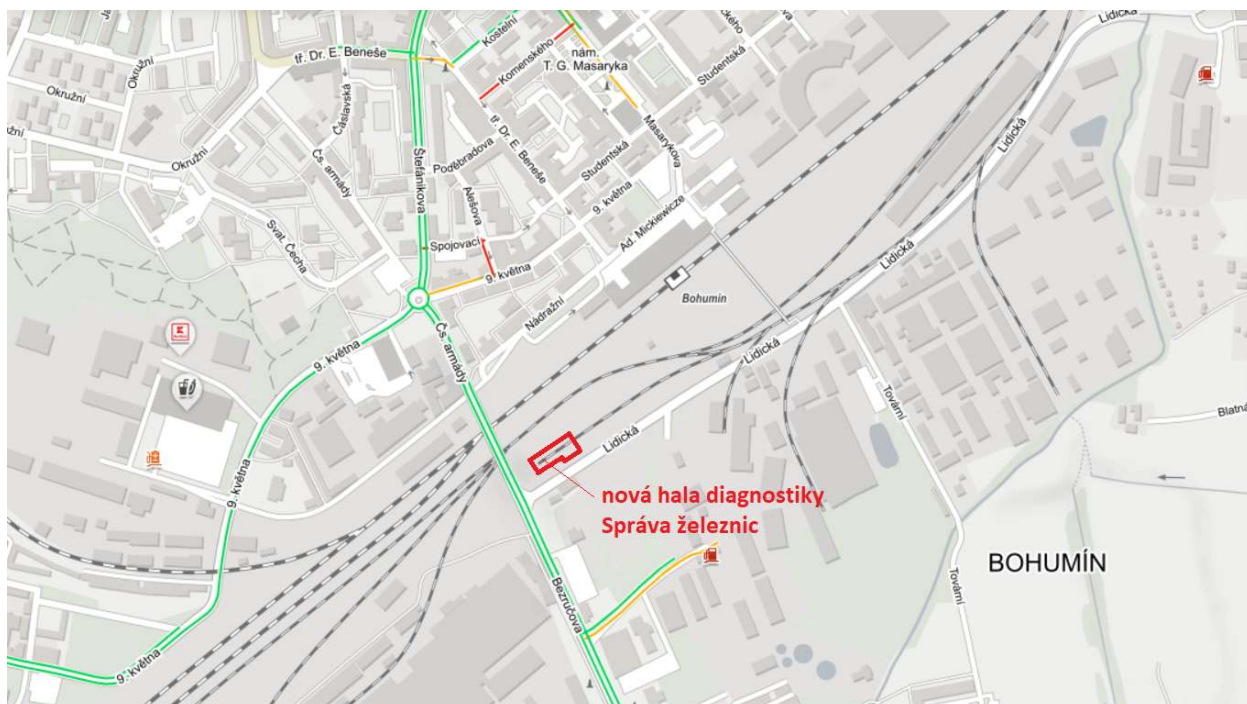 Okružní
Okružní
Okružní
tř. Dr. E. Beneše
Čáslavská
Čs. armády
Svat. Čecha
Štefánikova
Kostelní
Komenského
nám.
T. G. Masaryka
Studentská
Masarykova
tř. Dr. E. Beneše
Poděbradova
Studentská
Alešova
Spojovací
9. května
9. května
Ad. Mickiewicze
Nádražní
Bohumín
Lidická
Lidická
Lidická
Lidická
Lidická
9. května
Čs. armády
9. května
9. května
Tovární
Tovární
Blatná
Bezručova
nová hala diagnostiky
Správa železnic
BOHUMÍN